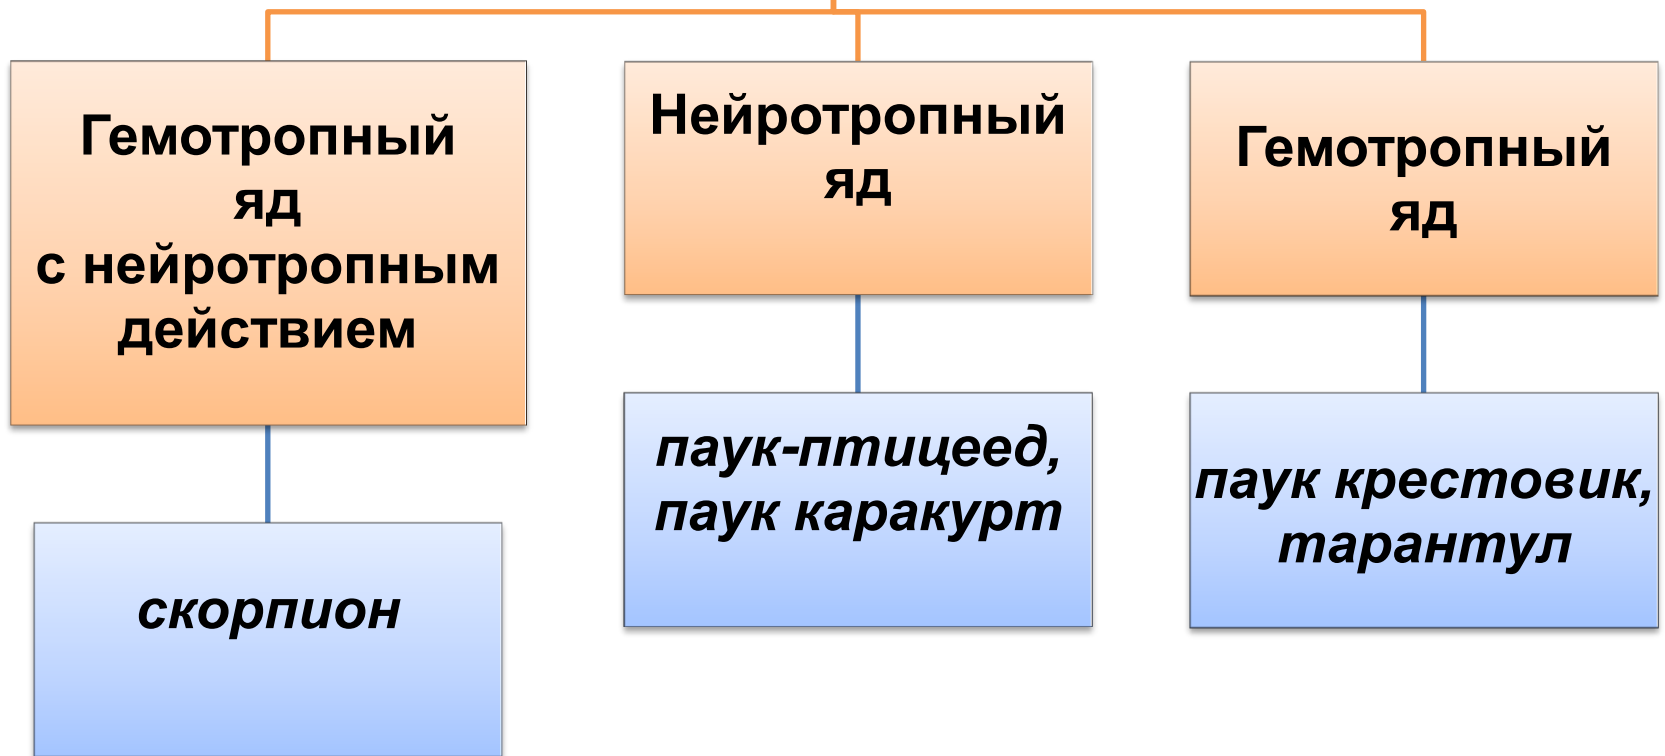 Гемотропный
яд
с нейротропным
действием
скорпион
Нейротропный
яд
паук-птицеед,
паук каракурт
Гемотропный
яд
паук крестовик,
тарантул